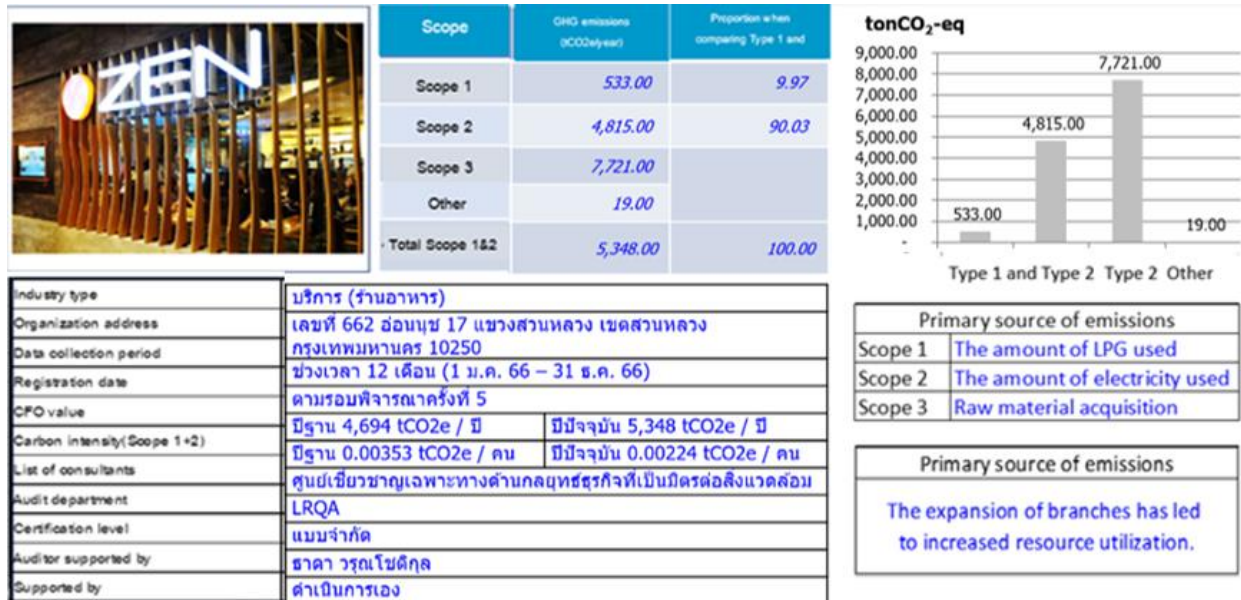 ZEN
Scope GHG emissions (tCO2e/year) Proportion when comparing Type 1 and
Scope 1 533.00 9.97
Scope 2 4,815.00 90.03
Scope 3 7,721.00
Other 19.00
- Total Scope 1&2 5,348.00 100.00
tonCO₂-eq
9,000.00
8,000.00
7,000.00
6,000.00
5,000.00
4,000.00
3,000.00
2,000.00
1,000.00
-
533.00
4,815.00
7,721.00
19.00
Type 1 and Type 2 Type 2 Other
Industry type
Organization address
Data collection period
Registration date
CFO value
Carbon intensity(Scope 1+2)
List of consultants
Audit department
Certification level
Auditor supported by
Supported by
บริการ (ร้านอาหาร)
เลขที่ 662 อ่อนนุช 17 แขวงสวนหลวง เขตสวนหลวง
กรุงเทพมหานคร 10250
ช่วงเวลา 12 เดือน (1 ม.ค. 66 – 31 ธ.ค. 66)
ตามรอบพิจารณาครั้งที่ 5
ปีฐาน 4,694 tCO2e / ปี ปีปัจจุบัน 5,348 tCO2e / ปี
ปีฐาน 0.00353 tCO2e / คน ปีปัจจุบัน 0.00224 tCO2e / คน
ศูนย์เชี่ยวชาญเฉพาะทางด้านกลยุทธ์ธุรกิจที่เป็นมิตรต่อสิ่งแวดล้อม
LRQA
แบบจำกัด
ธาดา วรุณโชติกุล
ดำเนินการเอง
Primary source of emissions
Scope 1 The amount of LPG used
Scope 2 The amount of electricity used
Scope 3 Raw material acquisition
Primary source of emissions
The expansion of branches has led
to increased resource utilization.